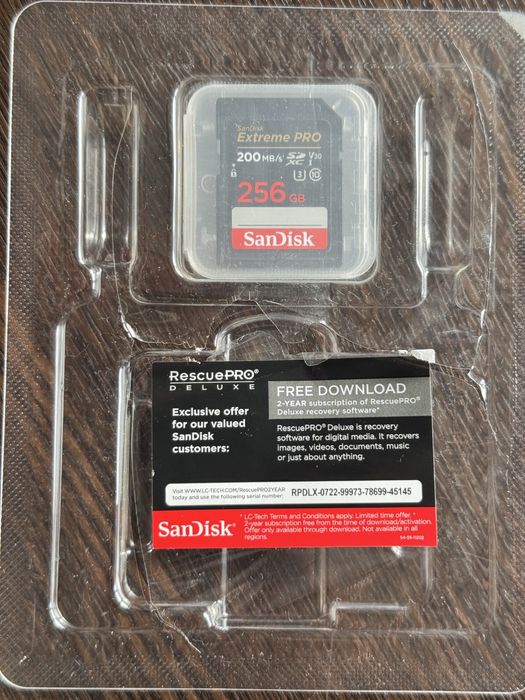 SanDisk
Extreme PRO
200 MB/s* SD XC V30 I
U3 10
256 GB
SanDisk
RescuePRO®
DELUXE
Exclusive offer
for our valued
SanDisk
customers:
FREE DOWNLOAD
2-YEAR subscription of RescuePRO®
Deluxe recovery software*
RescuePRO® Deluxe is recovery
software for digital media. It recovers
images, videos, documents, music
or just about anything.
Visit WWW.LC-TECH.COM/RescuePRO2YEAR
today and use the following serial number:
RPDLX-0722-99973-78699-45145
SanDisk®
* LC-Tech Terms and Conditions apply. Limited time offer. *
2-year subscription free from the time of download/activation.
Offer only available through download. Not available in all
regions.